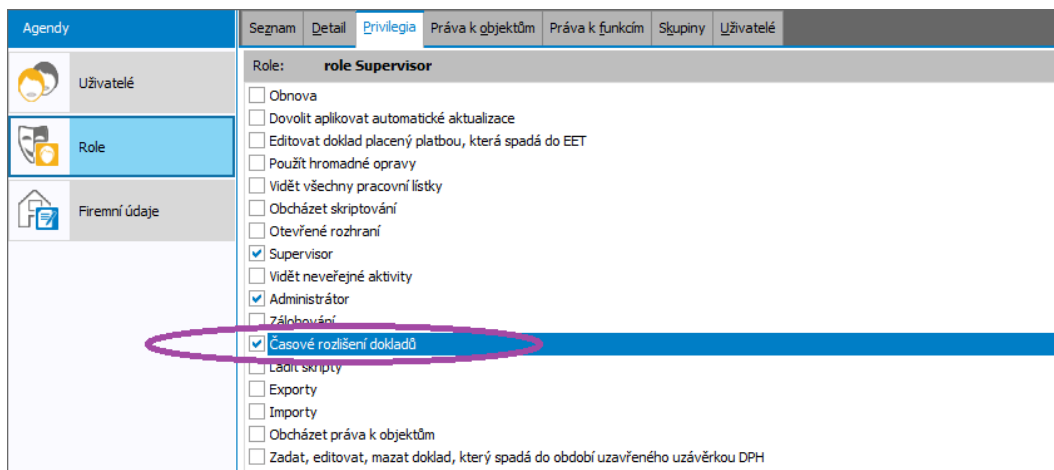 Agendy
Seznam Detail Privilegia Práva k objektům Práva k funkcím Skupiny Uživatelé
Uživatelé
Role
Firemní údaje
Role: role Supervisor
Obnova
Dovolit aplikovat automatické aktualizace
Editovat doklad placený platbou, která spadá do EET
Použít hromadné opravy
Vidět všechny pracovní lístky
Obcházet skriptování
Otevřené rozhraní
Supervisor
Vidět neveřejné aktivity
Administrátor
Zálohování
Časové rozlišení dokladů
Ladit skripty
Exporty
Importy
Obcházet práva k objektům
Zadat, editovat, mazat doklad, který spadá do období uzavřeného uzávěrkou DPH